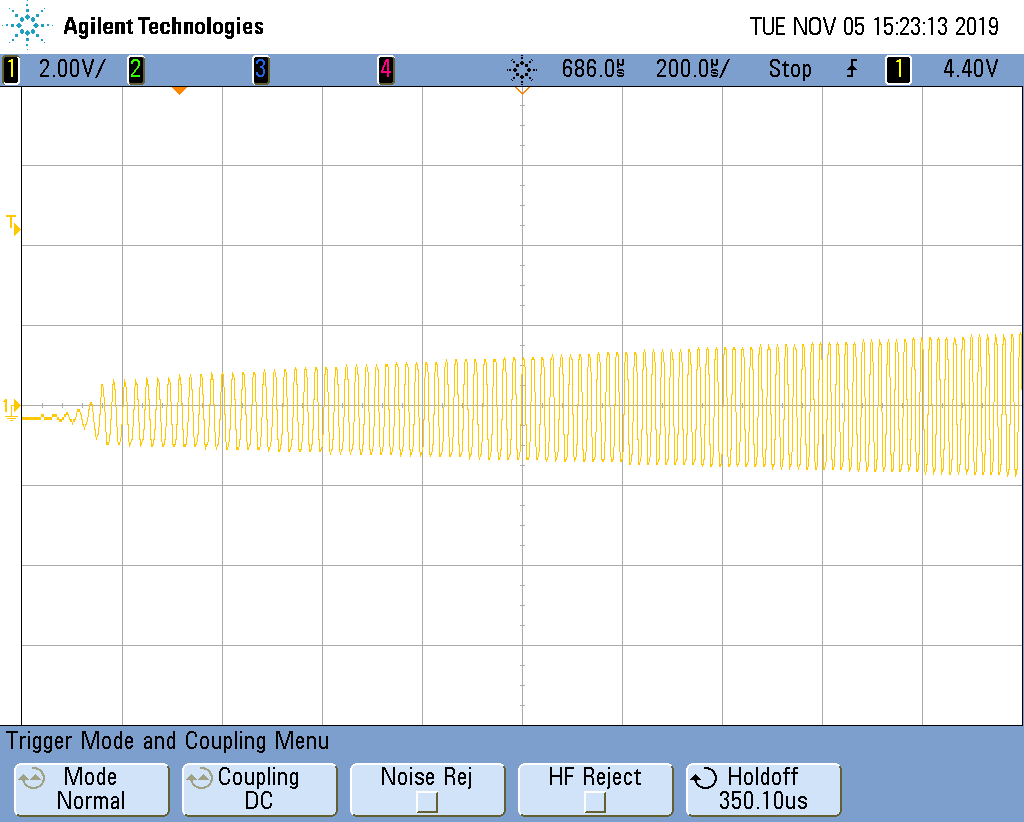 Agilent Technologies
TUE NOV 05 15:23:13 2019
1 2.00V/ 2 3 4 686.0µs 200.0µs/ Stop 1 4.40V
T
1
Trigger Mode and Coupling Menu
Mode
Normal
Coupling
DC
Noise Rej
HF Reject
Holdoff
350.10us